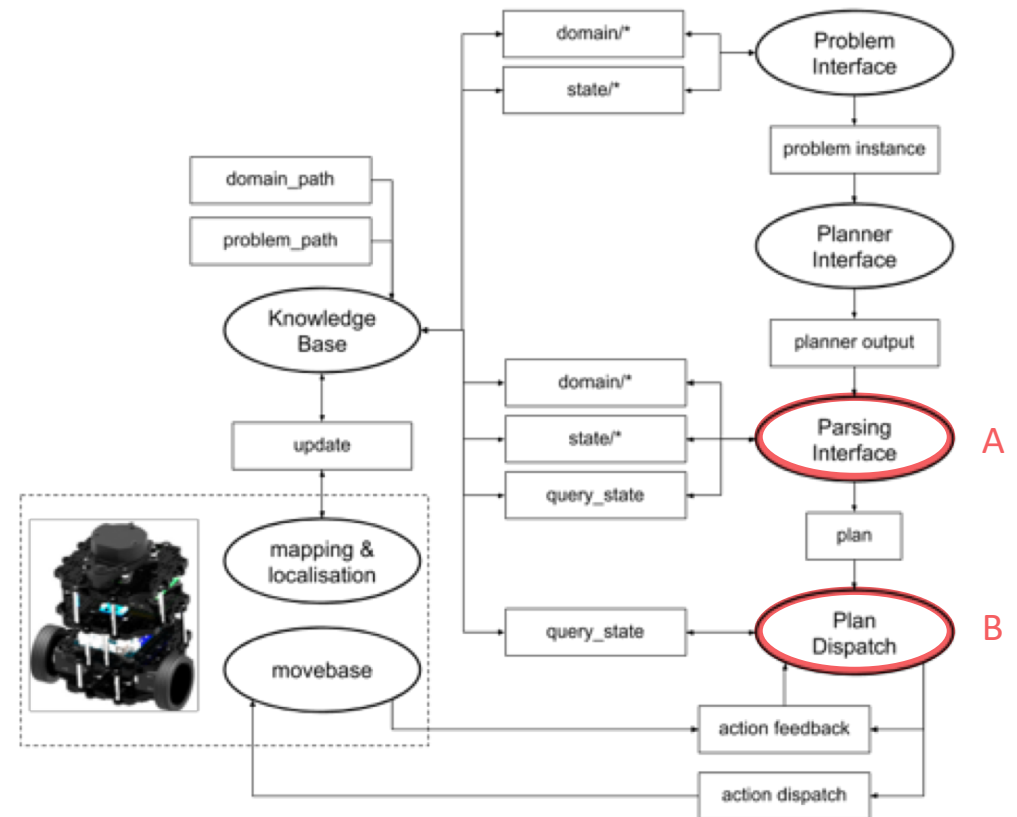 domain/*
Problem
Interface
state/*
problem instance
domain_path
problem_path
Planner
Interface
Knowledge
Base
planner output
domain/*
Parsing
Interface
A
state/*
update
query_state
plan
mapping &
localisation
query_state
Plan
Dispatch
B
movebase
action feedback
action dispatch